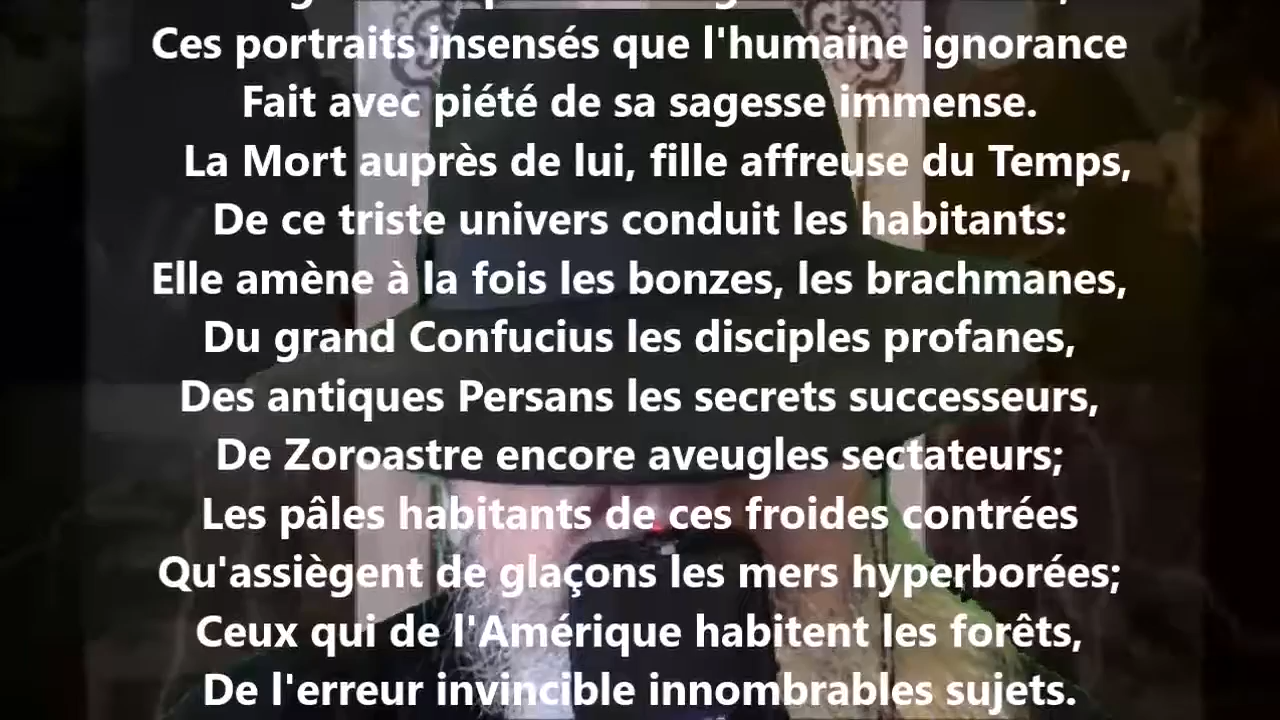 Ces portraits insensés que l'humaine ignorance
Fait avec piété de sa sagesse immense.
La Mort auprès de lui, fille affreuse du Temps,
De ce triste univers conduit les habitants:
Elle amène à la fois les bonzes, les brachmanes,
Du grand Confucius les disciples profanes,
Des antiques Persans les secrets successeurs,
De Zoroastre encore aveugles sectateurs;
Les pâles habitants de ces froides contrées
Qu'assiègent de glaçons les mers hyperborées;
Ceux qui de l'Amérique habitent les forêts,
De l'erreur invincible innombrables sujets.